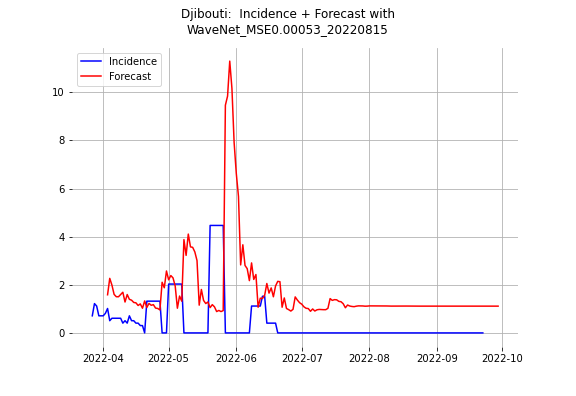 Djibouti:  Incidence + Forecast with
WaveNet_MSE0.00053_20220815
Incidence
Forecast
10
8
6
4
2
0
2022-04 2022-05 2022-06 2022-07 2022-08 2022-09 2022-10